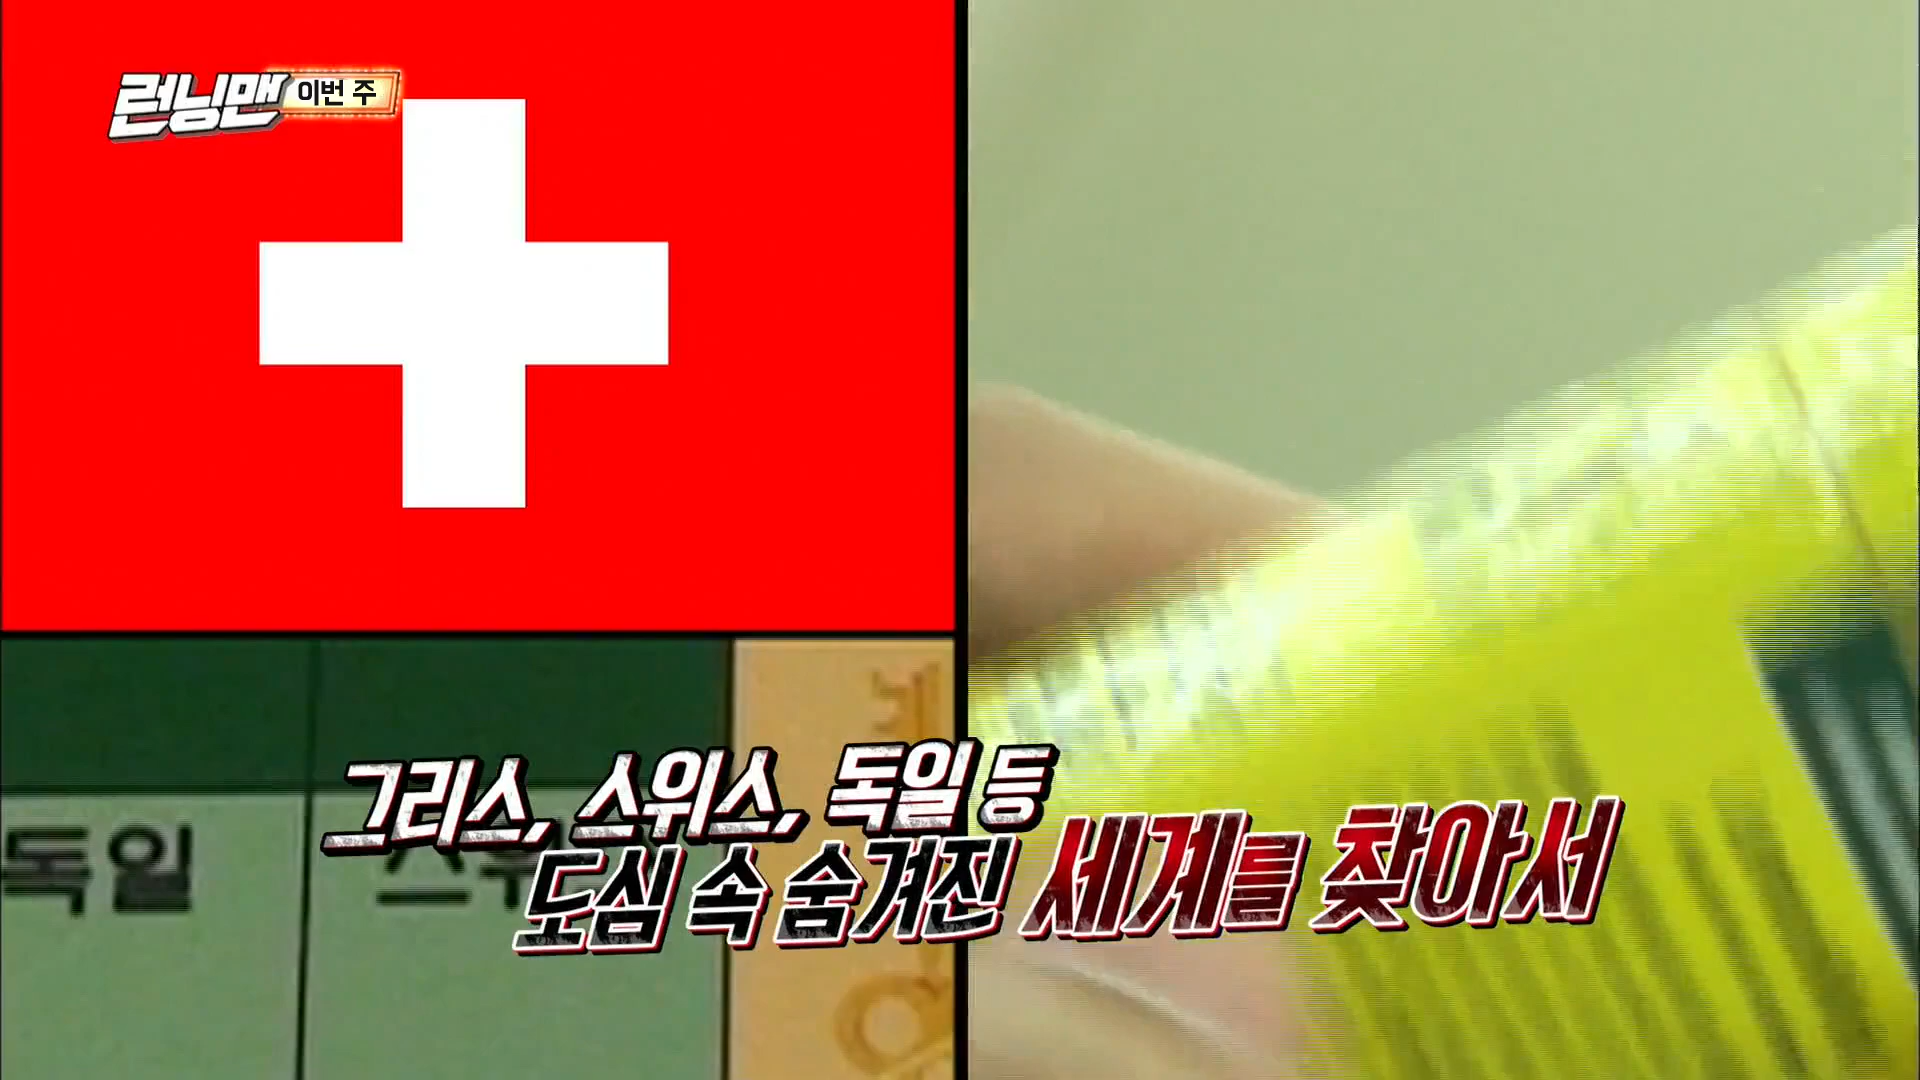 런닝맨 이번 주
그리스, 스위스, 독일 등
도심 속 숨겨진 세계를 찾아서
독일